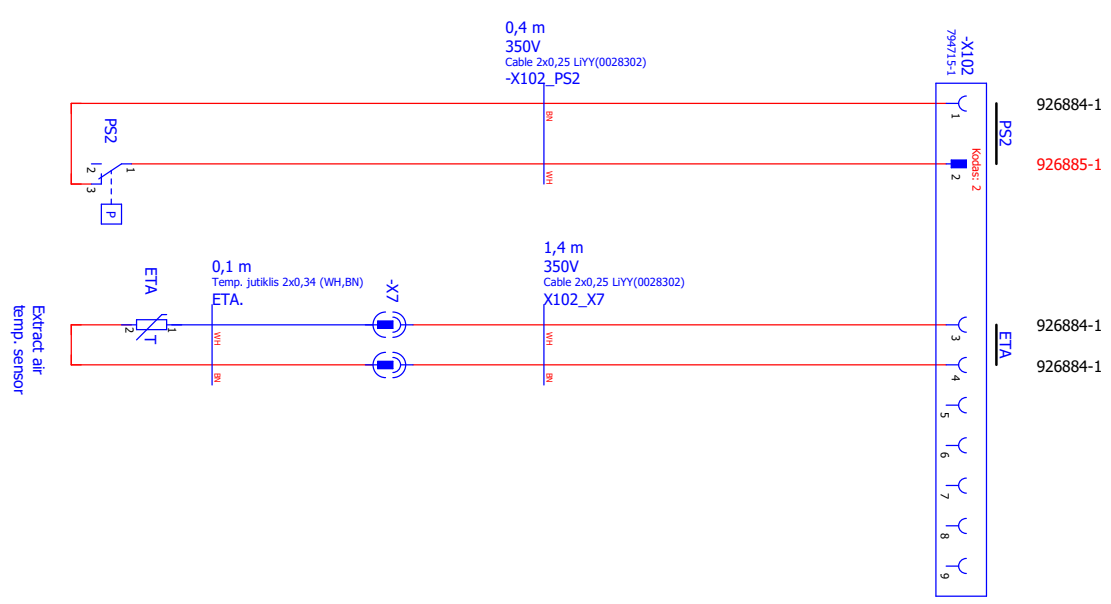 0,4 m
350V
Cable 2x0,25 LiYY(0028302)
-X102_PS2
-X102
794715-1
BN
WH
PS2
1
2
3
P
1
2
Kodas: 2
PS2
926884-1
926885-1
0,1 m
Temp. jutiklis 2x0,34 (WH,BN)
ETA.
1,4 m
350V
Cable 2x0,25 LiYY(0028302)
X102_X7
-X7
ETA
1
2
T
WH
BN
WH
BN
Extract air
temp. sensor
3
4
ETA
926884-1
926884-1
5
6
7
8
9